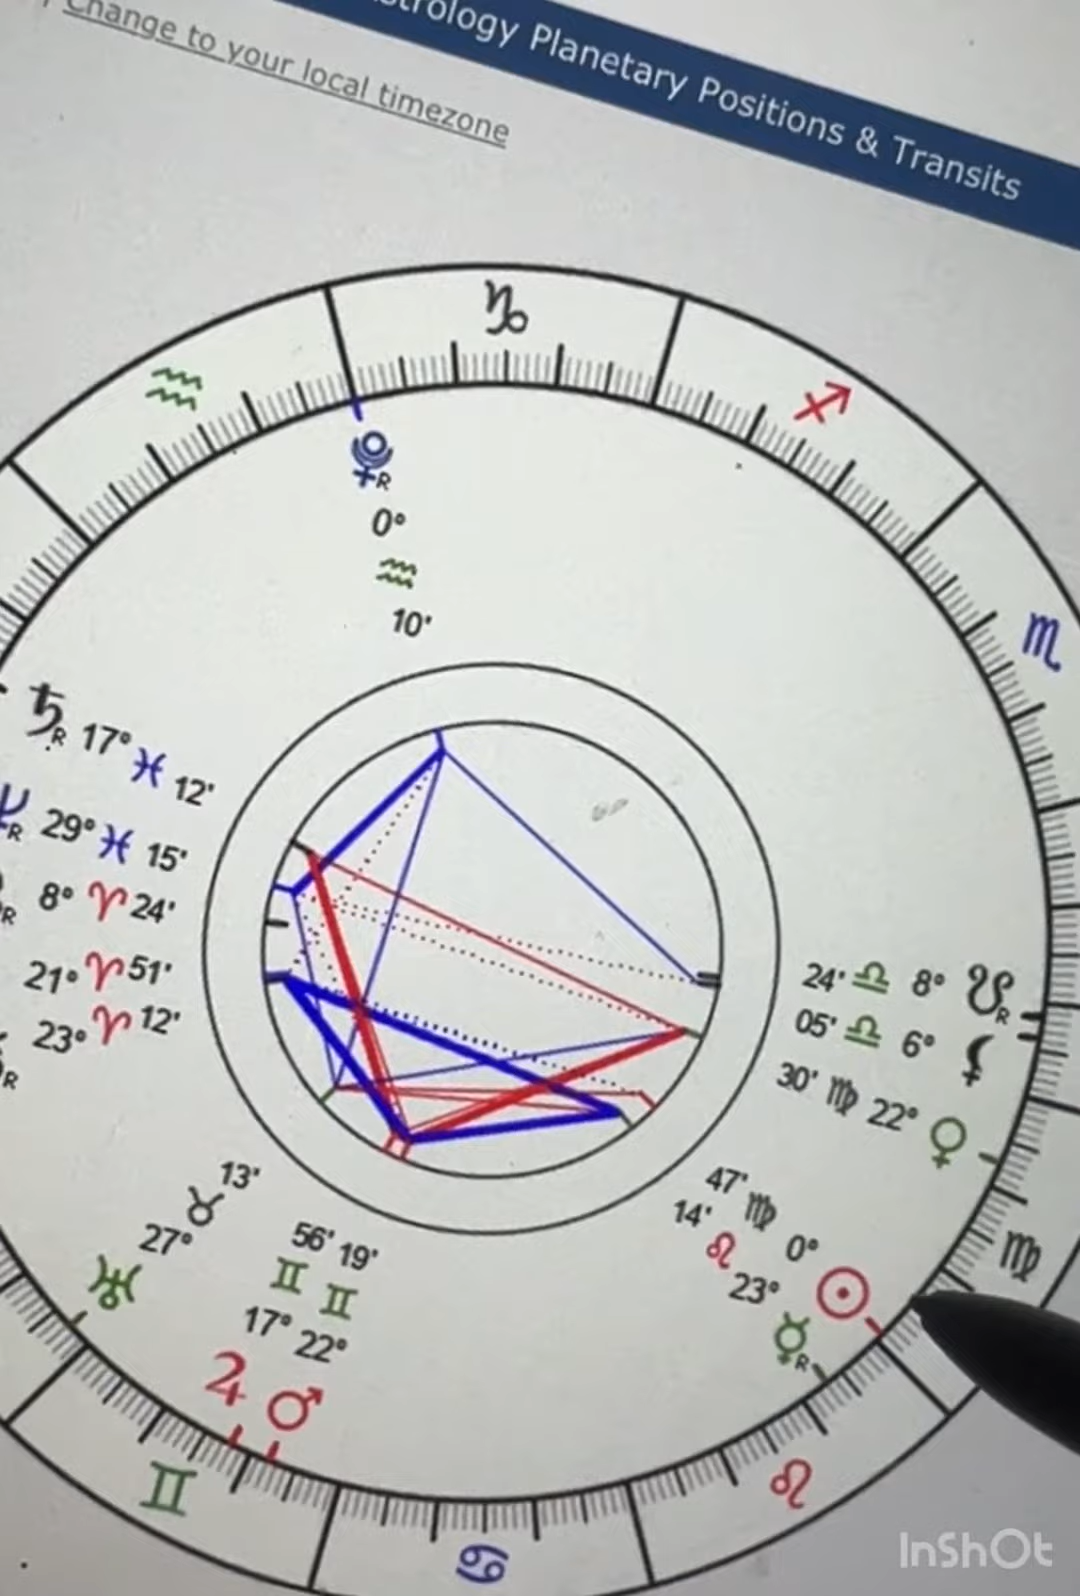 Change to your local timezone
strology Planetary Positions & Transits
♑
♒
♐
♏
♇R
0°
♒
10'
♄R 17° ♓ 12'
♆R 29° ♓ 15'
R 8° ♈ 24'
21° ♈ 51'
23° ♈ 12'
R
24' ♎ 8° ☋R
05' ♎ 6° ⚸
30' ♍ 22° ♀
47' ♍ 0° ☉
14' ♌ 23° ☿R
♍
13'
♉
27°
♅
56' 19'
♊ ♊
17° 22°
♃ ♂
♊
♌
♋
InShOt